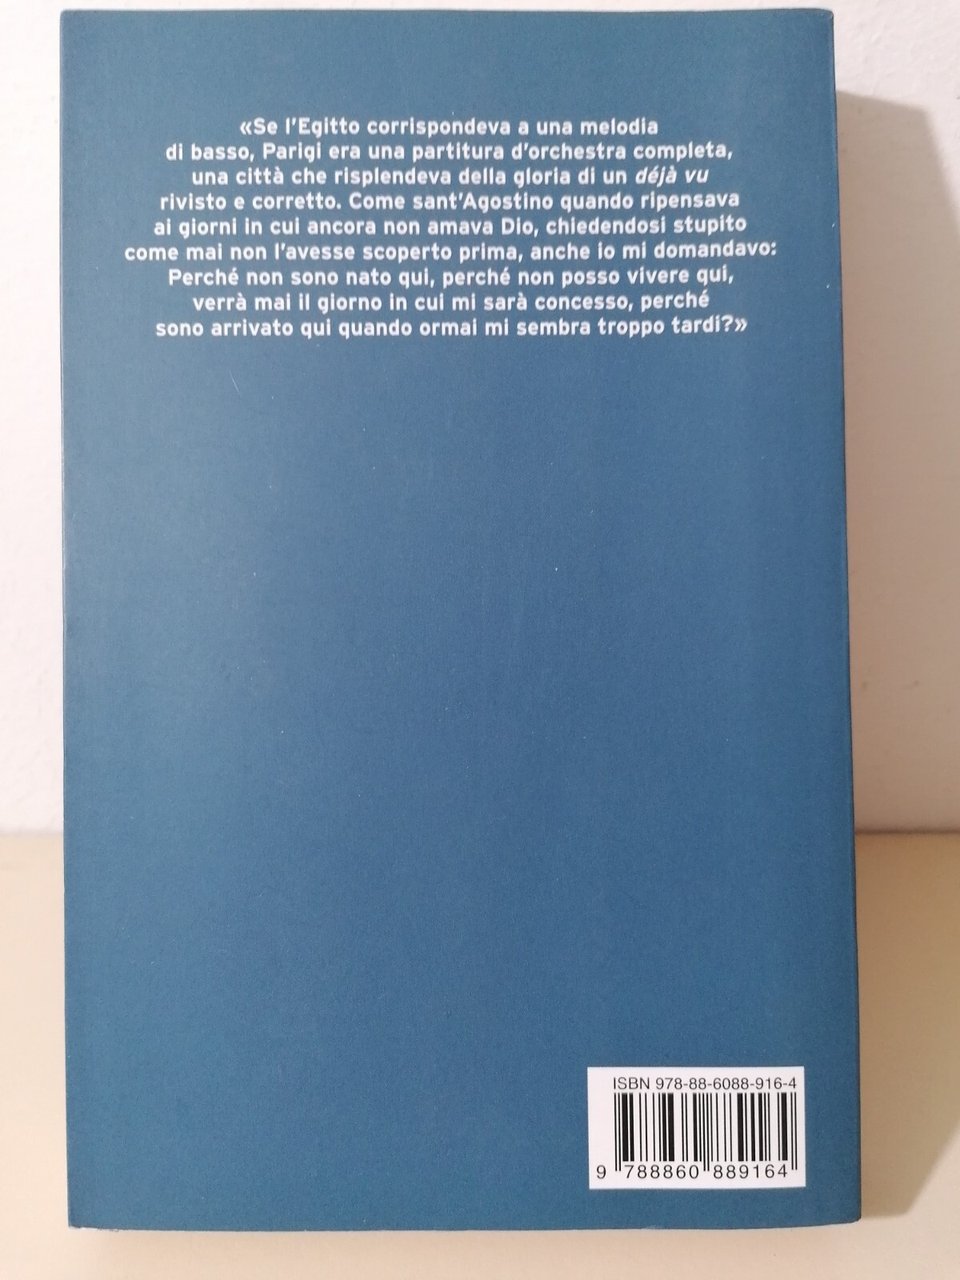 «Se l'Egitto corrispondeva a una melodia
di basso, Parigi era una partitura d'orchestra completa,
una città che risplendeva della gloria di un déjà vu
rivisto e corretto. Come sant'Agostino quando ripensava
ai giorni in cui ancora non amava Dio, chiedendosi stupito
come mai non l'avesse scoperto prima, anche io mi domandavo:
Perché non sono nato qui, perché non posso vivere qui,
verrà mai il giorno in cui mi sarà concesso, perché
sono arrivato qui quando ormai mi sembra troppo tardi?»
ISBN 978-88-6088-916-4
9 788860 889164